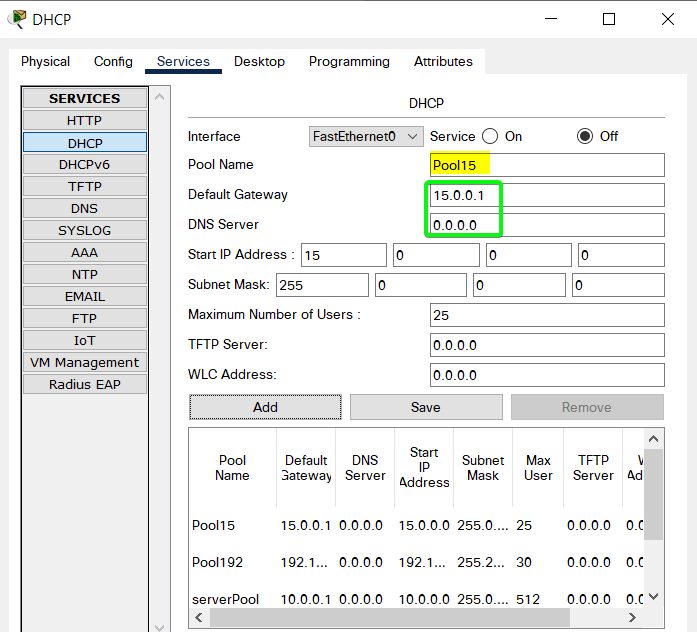 DHCP
Physical Config Services Desktop Programming Attributes
SERVICES
HTTP
DHCP
DHCPv6
TFTP
DNS
SYSLOG
AAA
NTP
EMAIL
FTP
IoT
VM Management
Radius EAP
DHCP
Interface FastEthernet0 Service On Off
Pool Name Pool15
Default Gateway 15.0.0.1
DNS Server 0.0.0.0
Start IP Address : 15 0 0 0
Subnet Mask: 255 0 0 0
Maximum Number of Users : 25
TFTP Server: 0.0.0.0
WLC Address: 0.0.0.0
Add Save Remove
Pool Name Default Gateway DNS Server Start IP Address Subnet Mask Max User TFTP Server
Pool15 15.0.0.1 0.0.0.0 15.0.0.0 255.0.... 25 0.0.0.0 0.0
Pool192 192.1... 0.0.0.0 192.1... 255.2... 30 0.0.0.0 0.0
serverPool 10.0.0.1 0.0.0.0 10.0.0.0 255.0.... 512 0.0.0.0 0.0